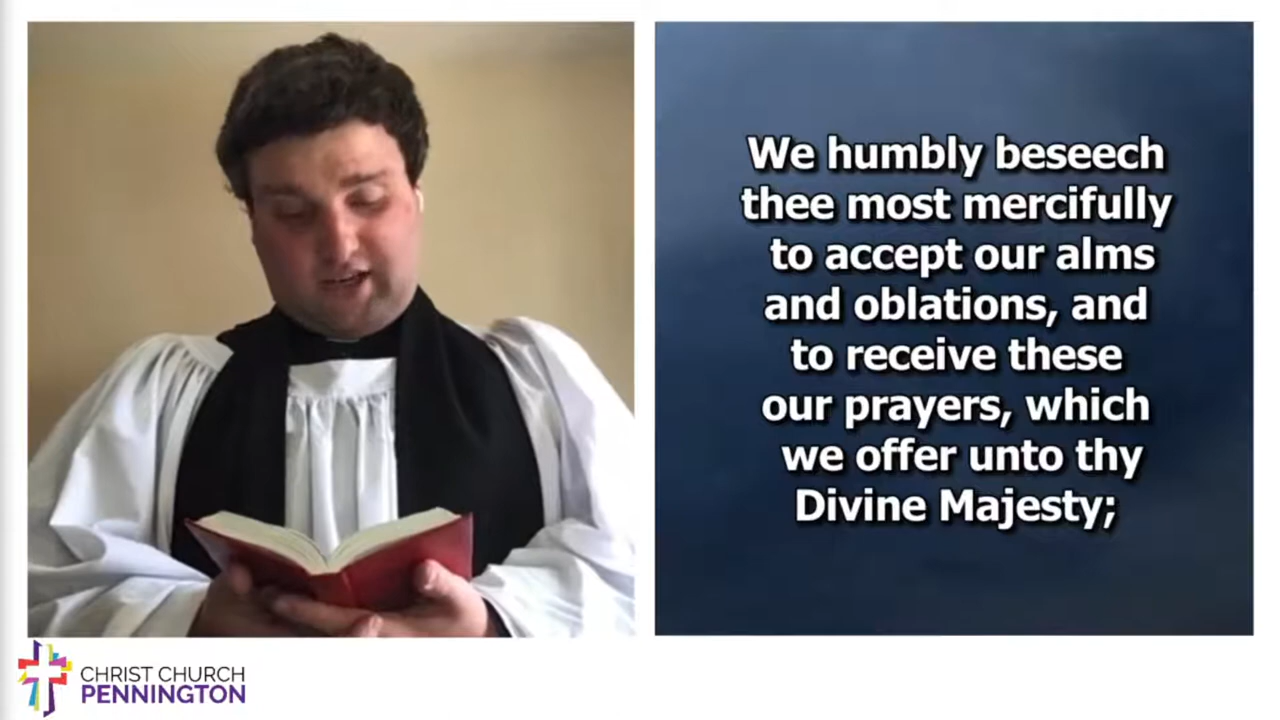 We humbly beseech
thee most mercifully
to accept our alms
and oblations, and
to receive these
our prayers, which
we offer unto thy
Divine Majesty;
CHRIST CHURCH
PENNINGTON